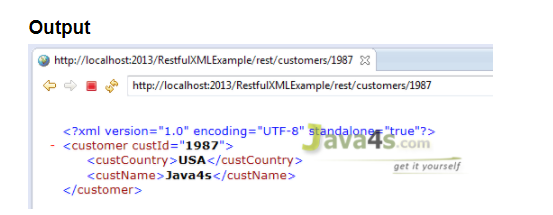 Output
http://localhost:2013/RestfulXMLExample/rest/customers/1987
http://localhost:2013/RestfulXMLExample/rest/customers/1987
<?xml version="1.0" encoding="UTF-8" standalone="true"?>
- <customer custId="1987">
<custCountry>USA</custCountry>
<custName>Java4s</custName>
</customer>
Java4s.com
get it yourself